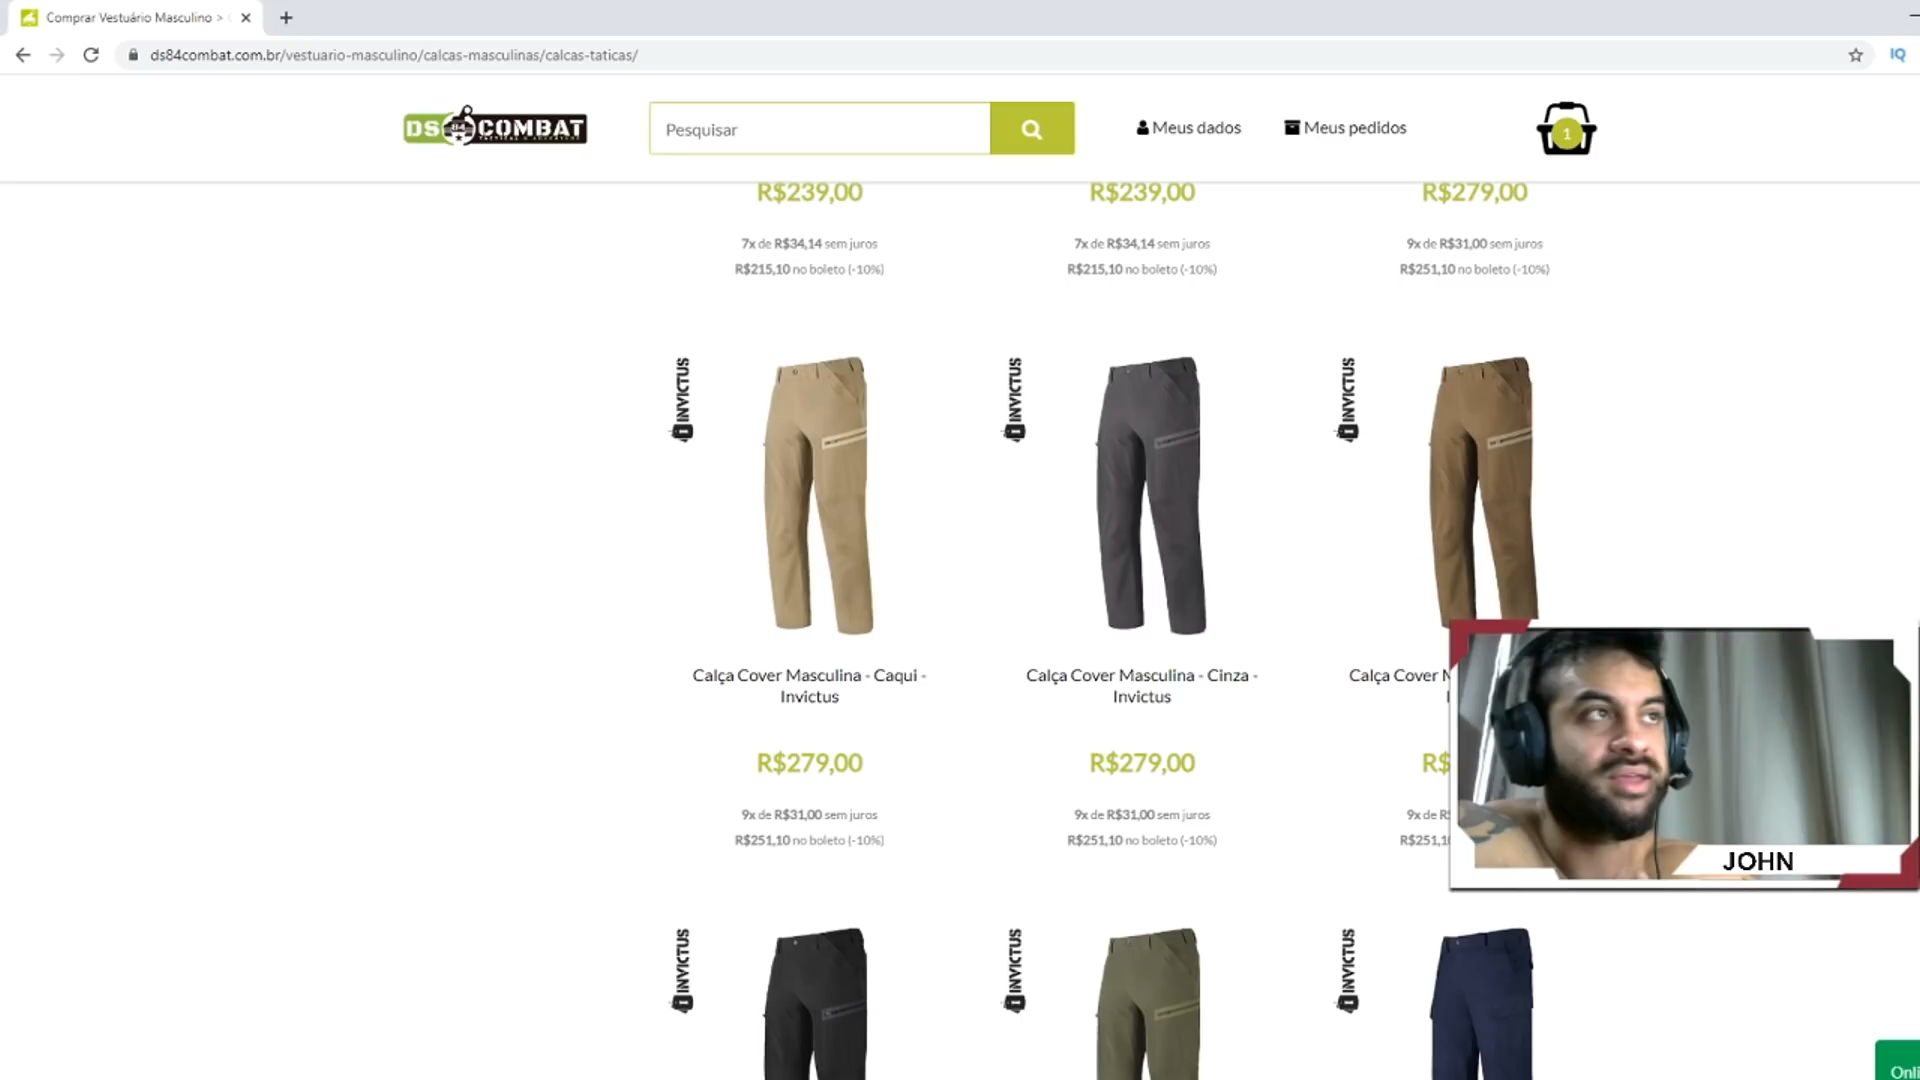 Comprar Vestuário Masculino >
ds84combat.com.br/vestuario-masculino/calcas-masculinas/calcas-taticas/
IQ
DS 84 COMBAT
Pesquisar
Meus dados
Meus pedidos
1
R$239,00
R$239,00
R$279,00
7x de R$34,14 sem juros
7x de R$34,14 sem juros
9x de R$31,00 sem juros
R$215,10 no boleto (-10%)
R$215,10 no boleto (-10%)
R$251,10 no boleto (-10%)
INVICTUS
INVICTUS
INVICTUS
Calça Cover Masculina - Caqui -
Invictus
Calça Cover Masculina - Cinza -
Invictus
Calça Cover M
R$279,00
R$279,00
R$
9x de R$31,00 sem juros
9x de R$31,00 sem juros
9x de R$
R$251,10 no boleto (-10%)
R$251,10 no boleto (-10%)
R$251,1
JOHN
INVICTUS
INVICTUS
INVICTUS
Onli